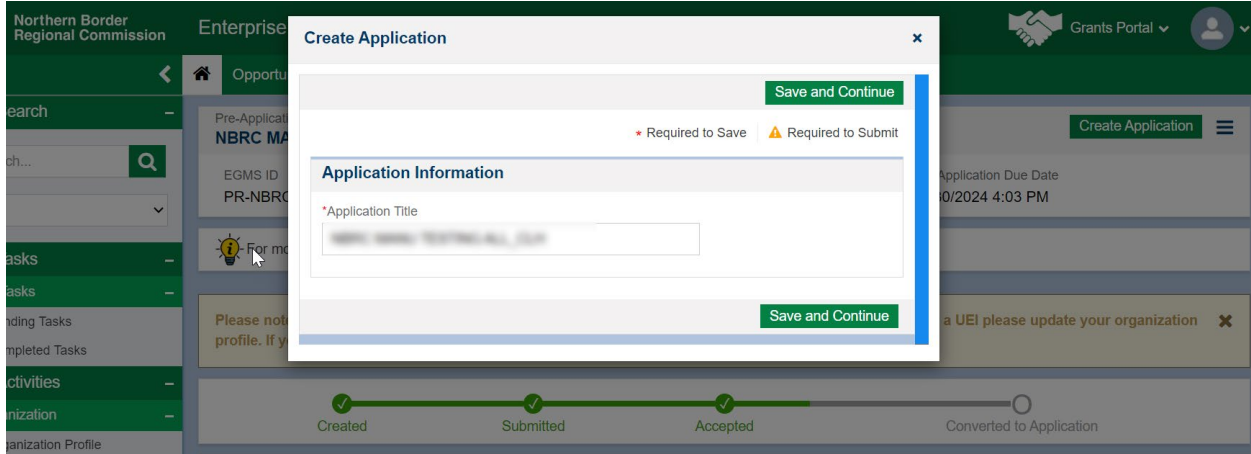 Northern Border
Regional Commission
Enterprise
Grants Portal
Opportu
earch
ch...
asks
asks
nding Tasks
mpleted Tasks
ctivities
nization
ganization Profile
Pre-Applicati
NBRC MA
Create Application
EGMS ID
PR-NBRC
Application Due Date
30/2024 4:03 PM
For mo
Please note
a UEI please update your organization
profile. If y
Created
Submitted
Accepted
Converted to Application
Create Application
Save and Continue
* Required to Save
Required to Submit
Application Information
*Application Title
Save and Continue